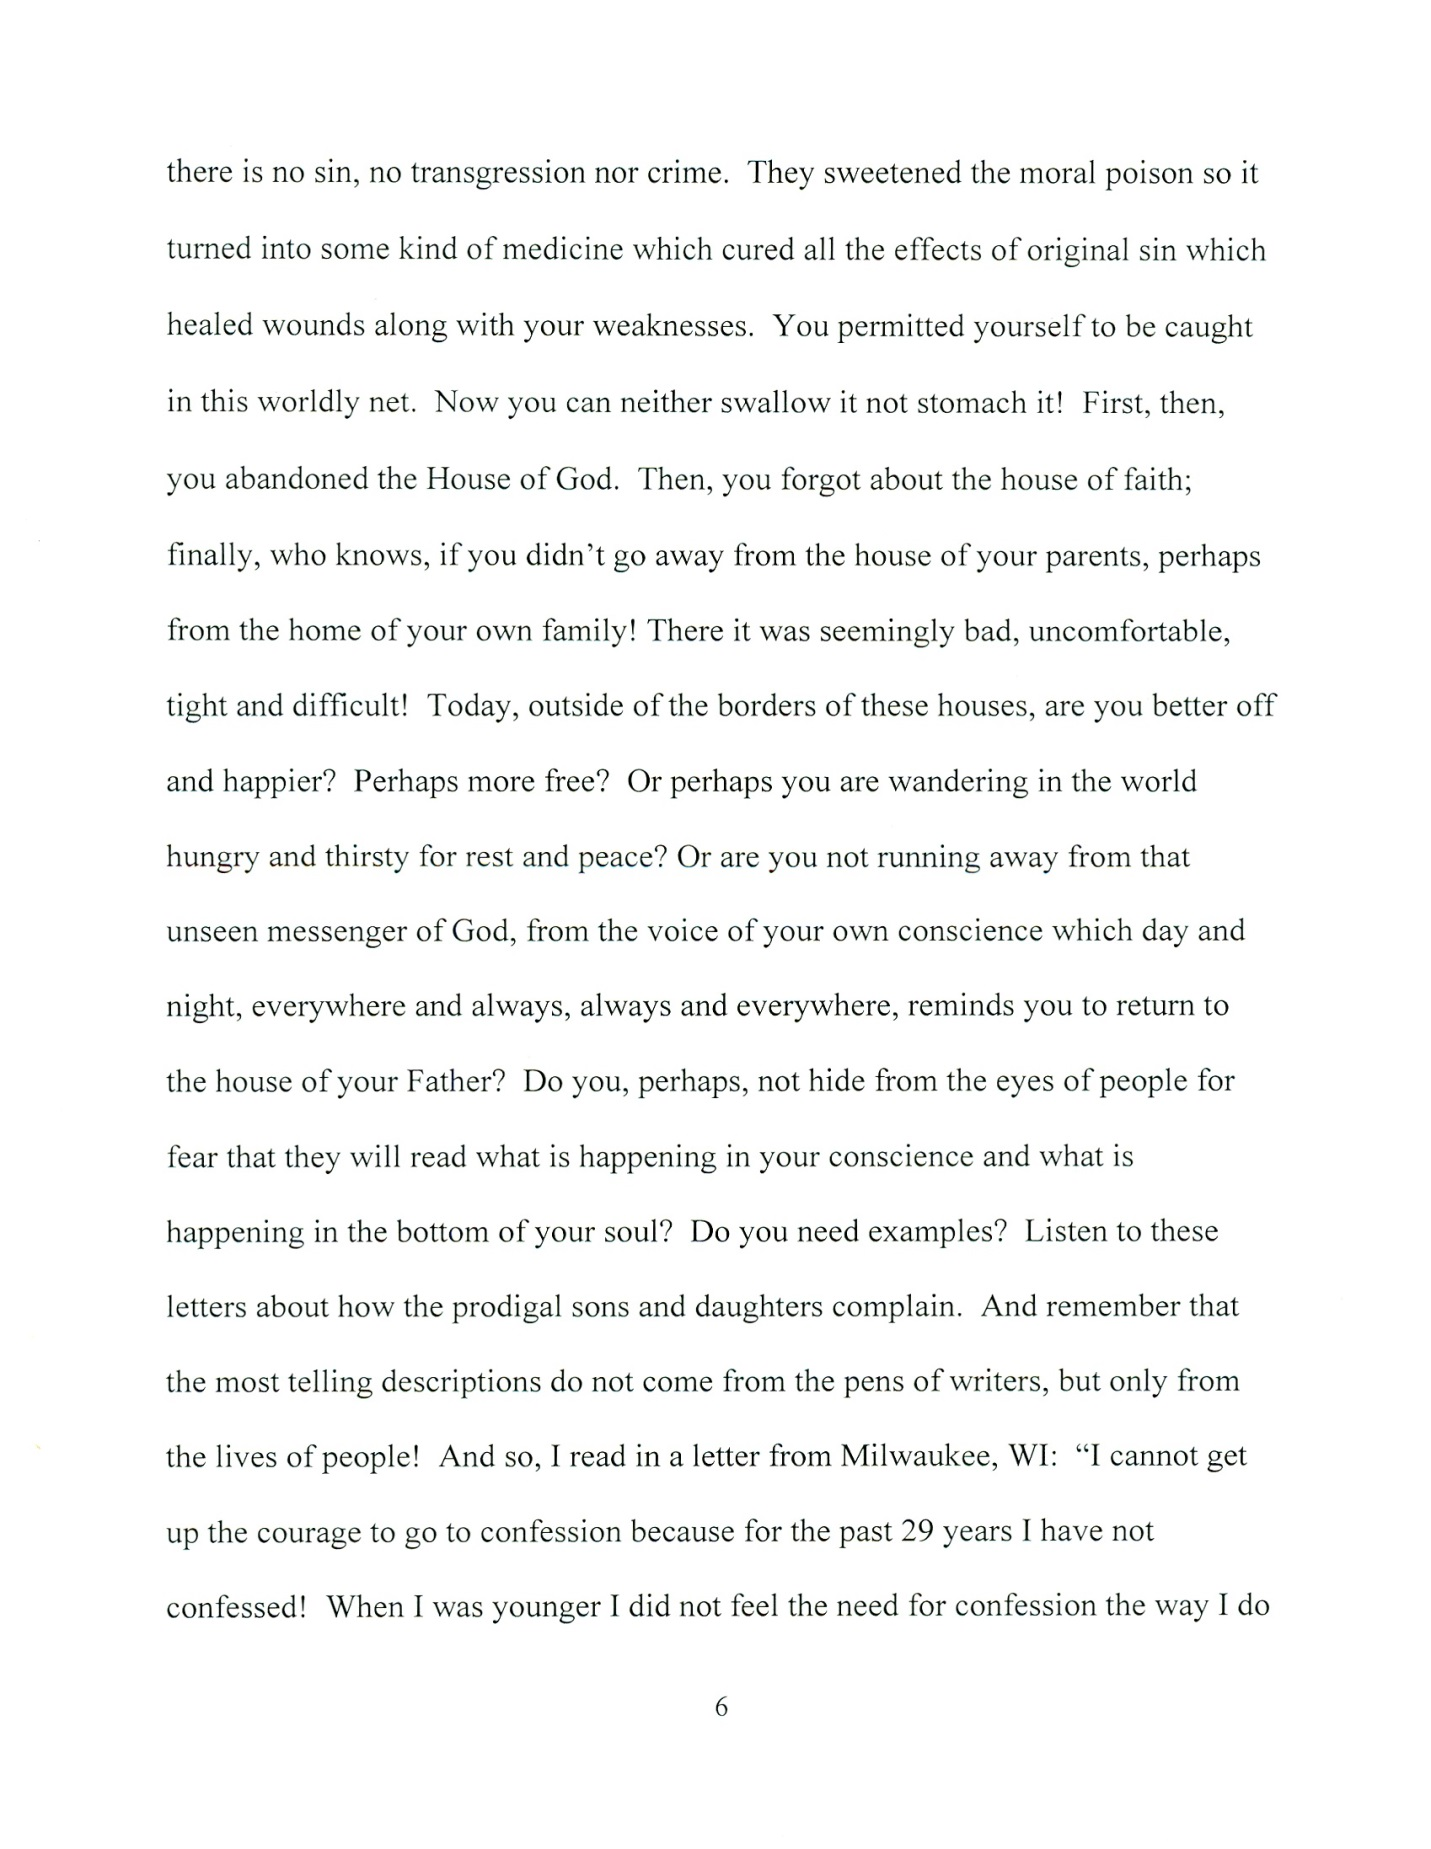 there is no sin, no transgression nor crime.  They sweetened the moral poison so it
turned into some kind of medicine which cured all the effects of original sin which
healed wounds along with your weaknesses.  You permitted yourself to be caught
in this worldly net.  Now you can neither swallow it not stomach it!  First, then,
you abandoned the House of God.  Then, you forgot about the house of faith;
finally, who knows, if you didn’t go away from the house of your parents, perhaps
from the home of your own family! There it was seemingly bad, uncomfortable,
tight and difficult!  Today, outside of the borders of these houses, are you better off
and happier?  Perhaps more free?  Or perhaps you are wandering in the world
hungry and thirsty for rest and peace? Or are you not running away from that
unseen messenger of God, from the voice of your own conscience which day and
night, everywhere and always, always and everywhere, reminds you to return to
the house of your Father?  Do you, perhaps, not hide from the eyes of people for
fear that they will read what is happening in your conscience and what is
happening in the bottom of your soul?  Do you need examples?  Listen to these
letters about how the prodigal sons and daughters complain.  And remember that
the most telling descriptions do not come from the pens of writers, but only from
the lives of people!  And so, I read in a letter from Milwaukee, WI:  “I cannot get
up the courage to go to confession because for the past 29 years I have not
confessed!  When I was younger I did not feel the need for confession the way I do
6